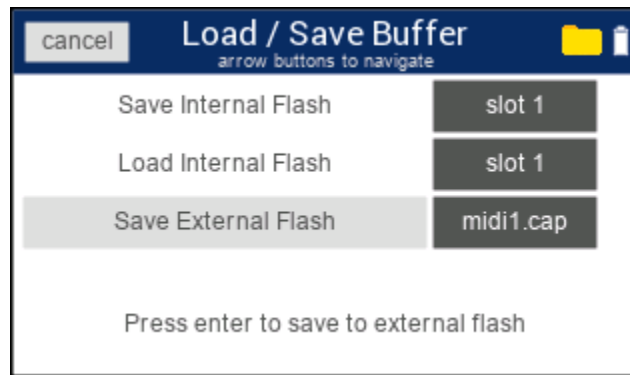 cancel
Load / Save Buffer
arrow buttons to navigate
Save Internal Flash slot 1
Load Internal Flash slot 1
Save External Flash midi1.cap
Press enter to save to external flash